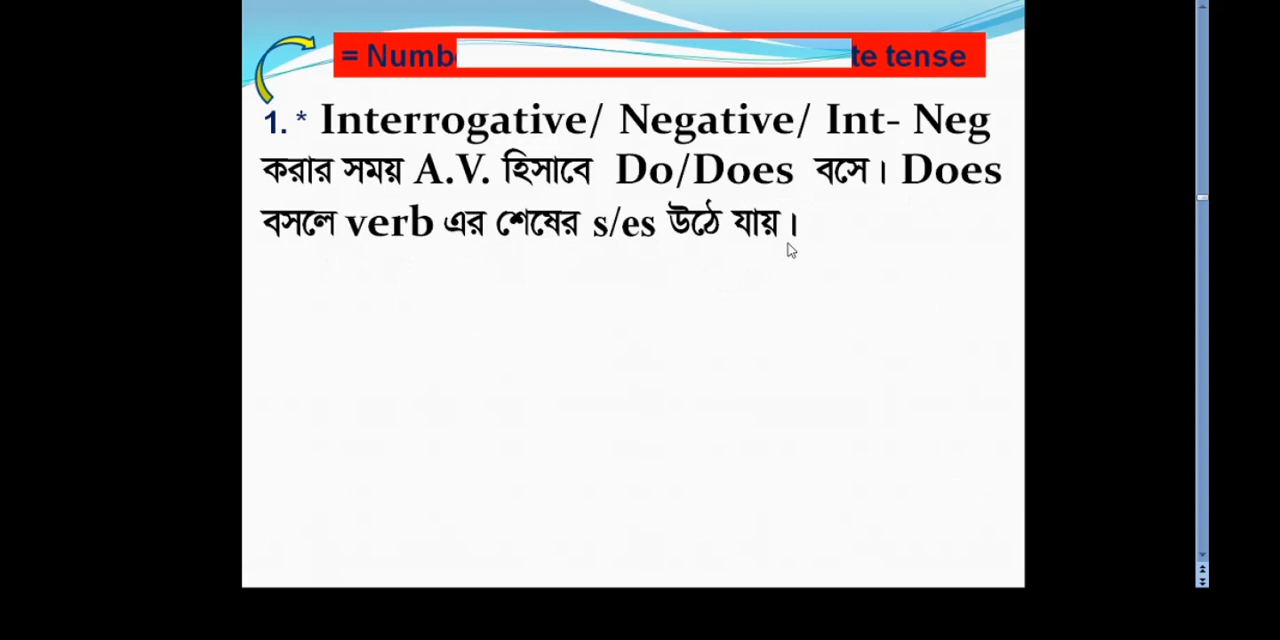 = Numb te tense
1. * Interrogative/ Negative/ Int- Neg
করার সময় A.V. হিসাবে Do/Does বসে। Does
বসলে verb এর শেষের s/es উঠে যায়।